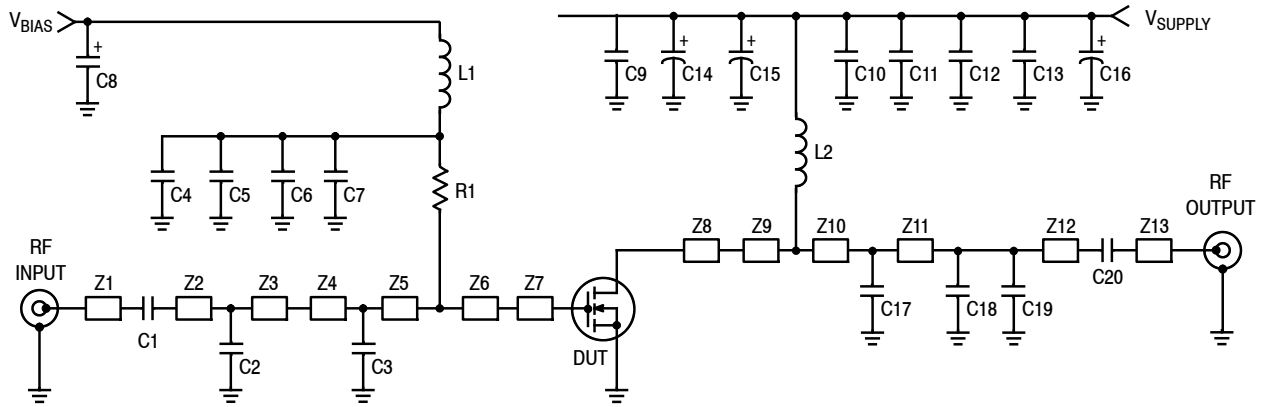 V_BIAS
+
C8
L1
C4
C5
C6
C7
R1
C9
+
C14
+
C15
C10
C11
C12
C13
+
C16
V_SUPPLY
L2
RF
INPUT
Z1
C1
Z2
C2
Z3
Z4
C3
Z5
Z6
Z7
DUT
Z8
Z9
Z10
C17
Z11
C18
C19
Z12
C20
Z13
RF
OUTPUT